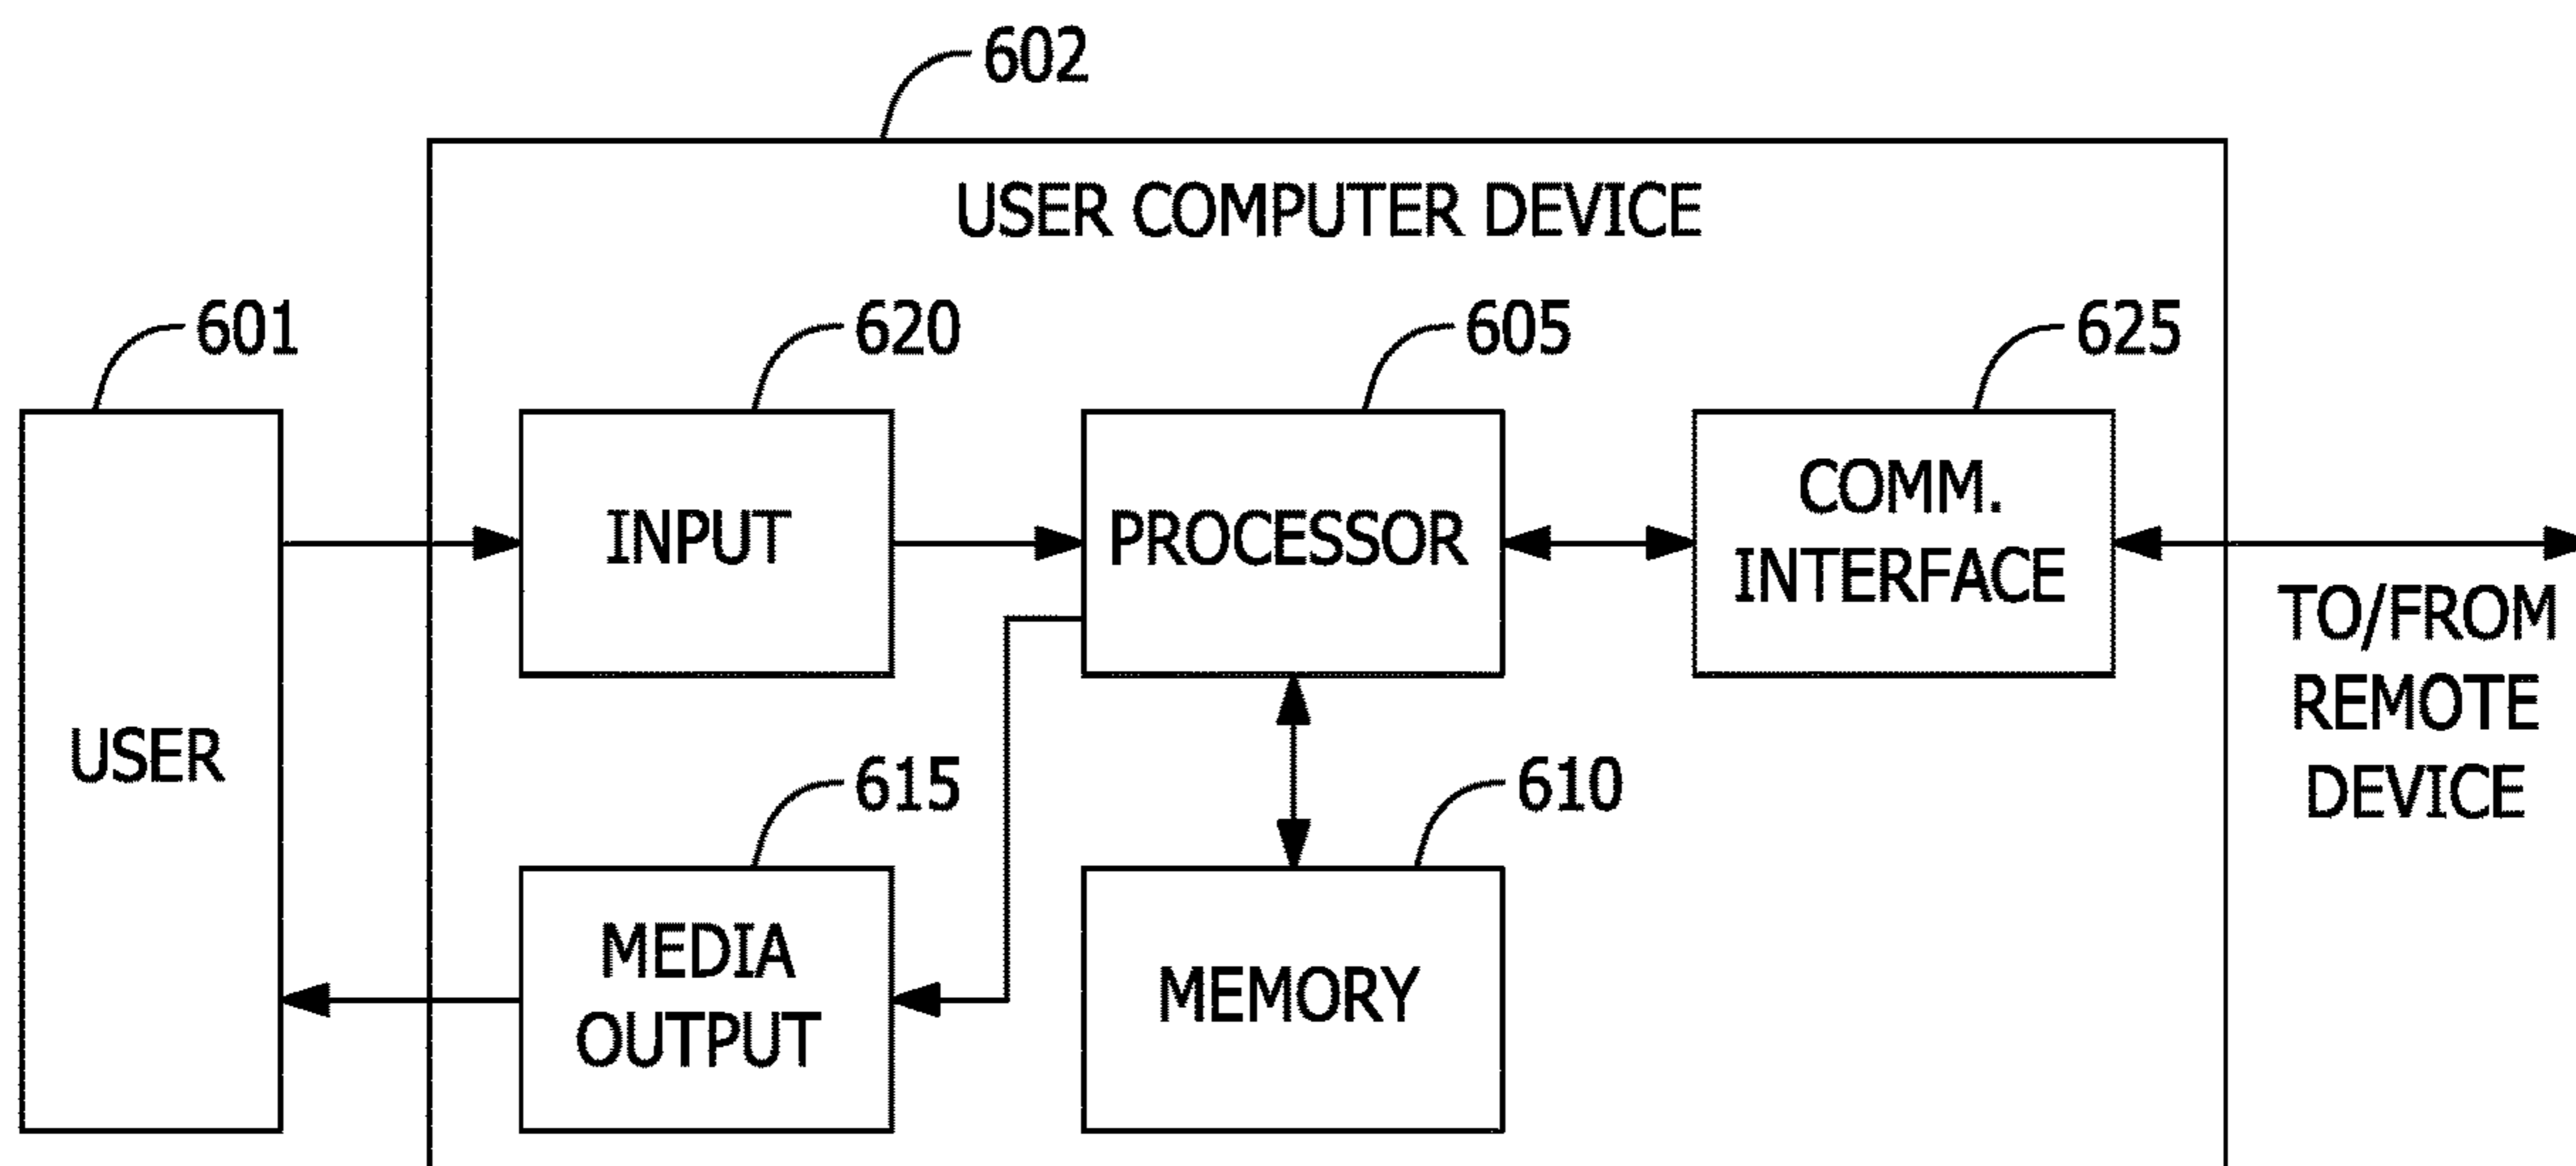 602
USER COMPUTER DEVICE
601
620
605
625
USER
INPUT
PROCESSOR
COMM.
INTERFACE
TO/FROM
REMOTE
DEVICE
615
610
MEDIA
OUTPUT
MEMORY